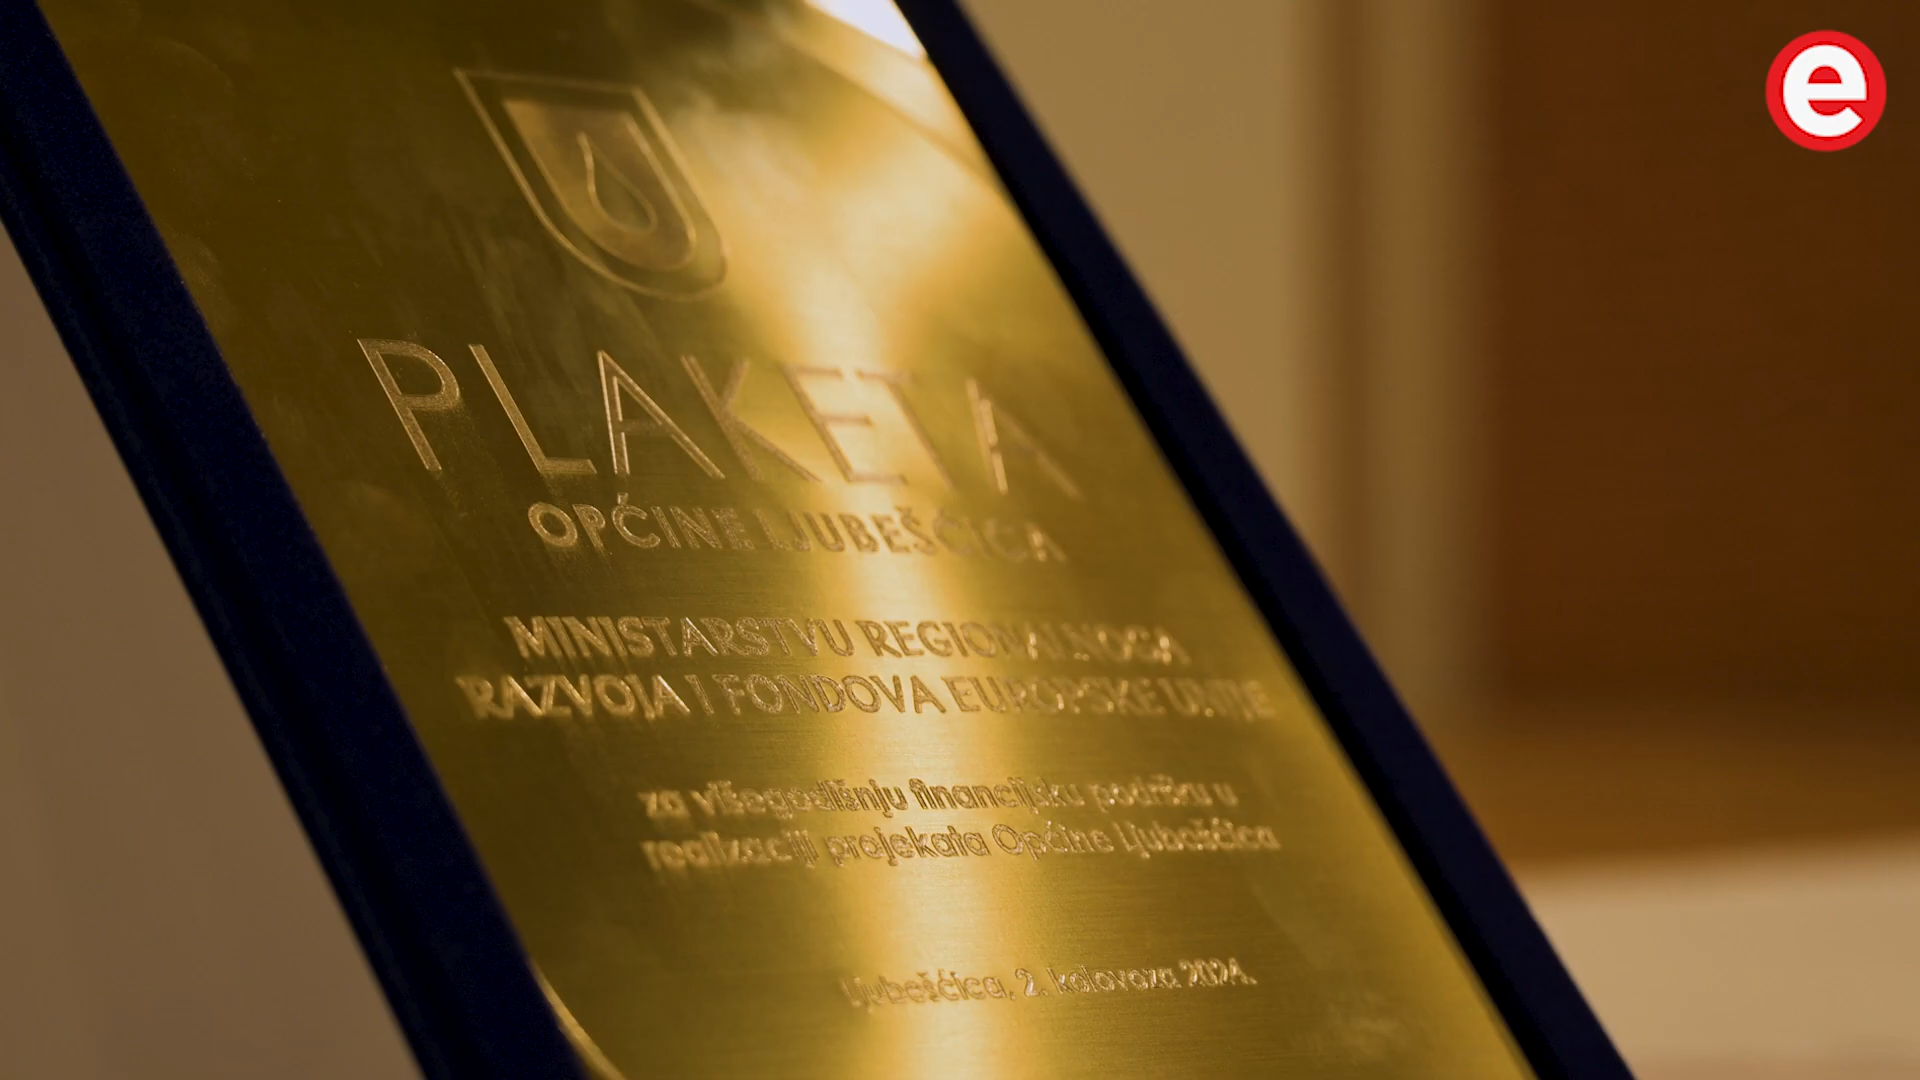 e
PLAKETA
OPĆINE LJUBEŠĆICA
MINISTARSTVU REGIONALNOGA
RAZVOJA I FONDOVA EUROPSKE UNIJE
za višegodišnju financijsku podršku u
realizaciji projekata Općine Ljubešćica
Ljubešćica, 2. kolovoza 2024.